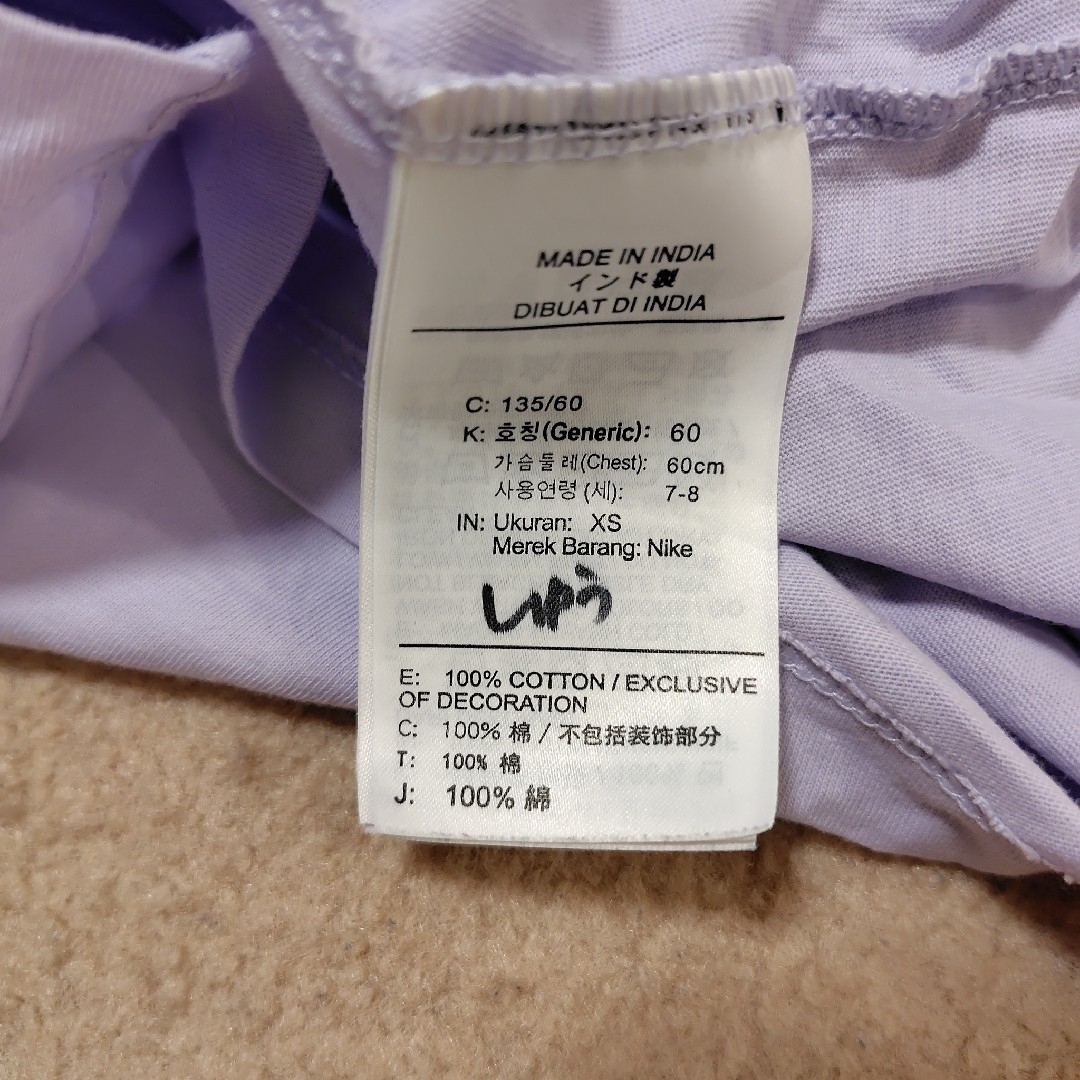 MADE IN INDIA
インド製
DIBUAT DI INDIA
C: 135/60
K: 호칭(Generic): 60
가슴둘레(Chest): 60cm
사용연령 (세): 7-8
IN: Ukuran: XS
Merek Barang: Nike
しゅう
E: 100% COTTON / EXCLUSIVE
OF DECORATION
C: 100% 棉 / 不包括装饰部分
T: 100% 棉
J: 100% 綿